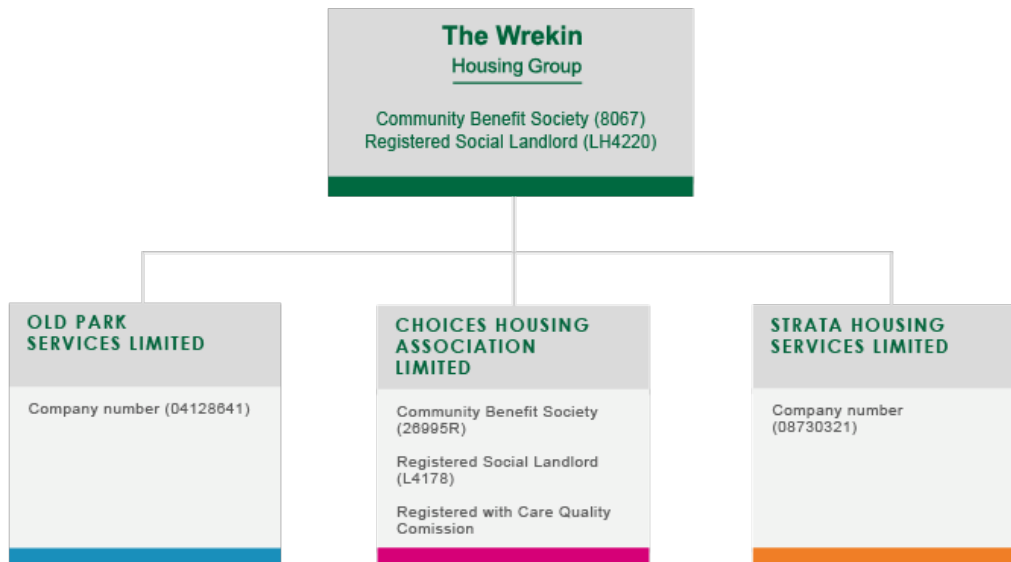 The Wrekin
Housing Group
Community Benefit Society (8067)
Registered Social Landlord (LH4220)
OLD PARK
SERVICES LIMITED
Company number (04128641)
CHOICES HOUSING
ASSOCIATION
LIMITED
Community Benefit Society
(26995R)
Registered Social Landlord
(L4178)
Registered with Care Quality
Comission
STRATA HOUSING
SERVICES LIMITED
Company number
(08730321)